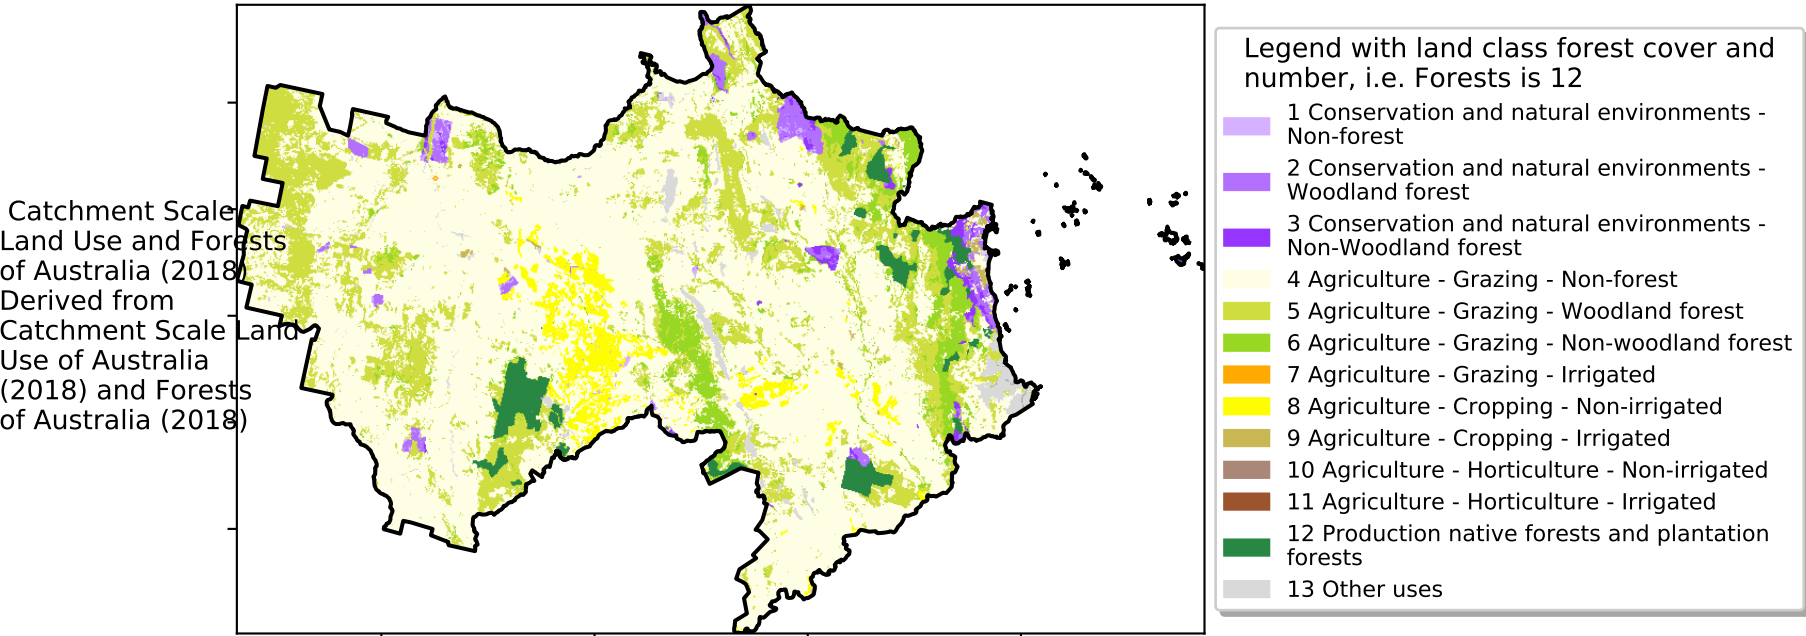 Catchment Scale
Land Use and Forests
of Australia (2018)
Derived from
Catchment Scale Land
Use of Australia
(2018) and Forests
of Australia (2018)
Legend with land class forest cover and
number, i.e. Forests is 12
1 Conservation and natural environments -
Non-forest
2 Conservation and natural environments -
Woodland forest
3 Conservation and natural environments -
Non-Woodland forest
4 Agriculture - Grazing - Non-forest
5 Agriculture - Grazing - Woodland forest
6 Agriculture - Grazing - Non-woodland forest
7 Agriculture - Grazing - Irrigated
8 Agriculture - Cropping - Non-irrigated
9 Agriculture - Cropping - Irrigated
10 Agriculture - Horticulture - Non-irrigated
11 Agriculture - Horticulture - Irrigated
12 Production native forests and plantation
forests
13 Other uses